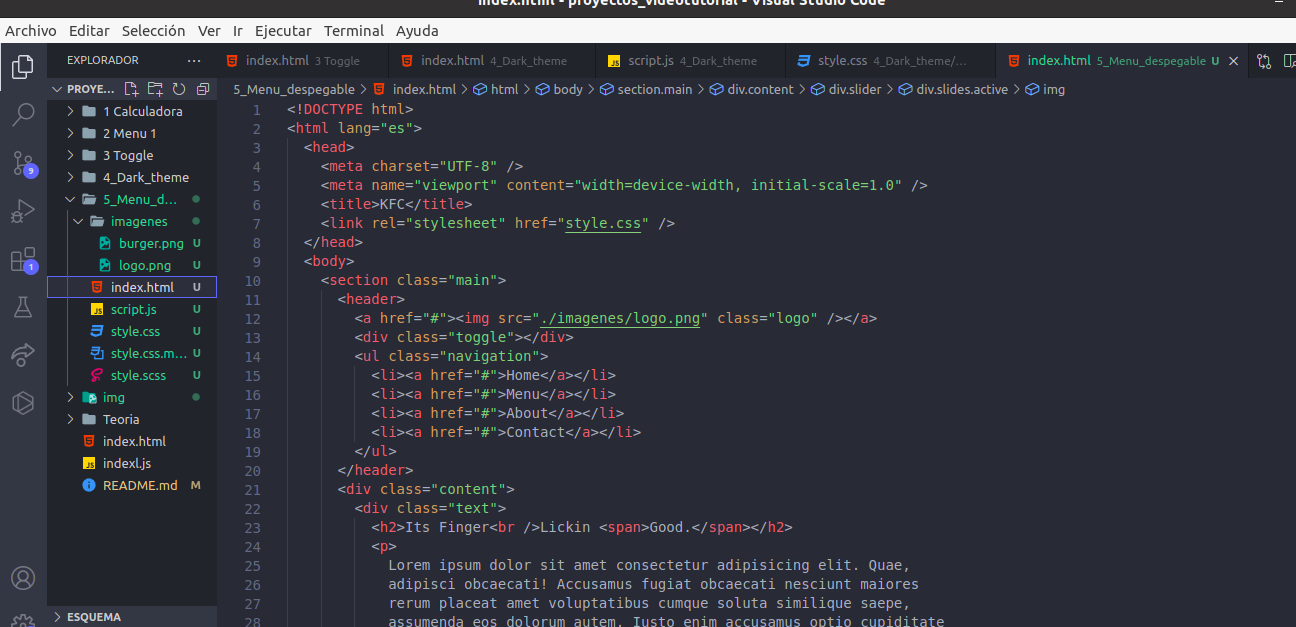 index.html - proyectos_videotutorial - Visual Studio Code
Archivo Editar Selección Ver Ir Ejecutar Terminal Ayuda
EXPLORADOR ...
index.html 3 Toggle
index.html 4_Dark_theme
script.js 4_Dark_theme
style.css 4_Dark_theme/...
index.html 5_Menu_despegable U
PROYE...
5_Menu_despegable > index.html > html > body > section.main > div.content > div.slider > div.slides.active > img
1 Calculadora
2 Menu 1
3 Toggle
4_Dark_theme
5_Menu_d...
imagenes
burger.png U
logo.png U
index.html U
JS script.js U
style.css U
style.css.m... U
style.scss U
img
Teoria
index.html
JS indexl.js
README.md M
ESQUEMA
9
1
1 <!DOCTYPE html>
2 <html lang="es">
3 <head>
4 <meta charset="UTF-8" />
5 <meta name="viewport" content="width=device-width, initial-scale=1.0" />
6 <title>KFC</title>
7 <link rel="stylesheet" href="style.css" />
8 </head>
9 <body>
10 <section class="main">
11 <header>
12 <a href="#"><img src="./imagenes/logo.png" class="logo" /></a>
13 <div class="toggle"></div>
14 <ul class="navigation">
15 <li><a href="#">Home</a></li>
16 <li><a href="#">Menu</a></li>
17 <li><a href="#">About</a></li>
18 <li><a href="#">Contact</a></li>
19 </ul>
20 </header>
21 <div class="content">
22 <div class="text">
23 <h2>Its Finger<br />Lickin <span>Good.</span></h2>
24 <p>
25 Lorem ipsum dolor sit amet consectetur adipisicing elit. Quae,
26 adipisci obcaecati! Accusamus fugiat obcaecati nesciunt maiores
27 rerum placeat amet voluptatibus cumque soluta similique saepe,
28 assumenda eos dolorum autem. Iusto enim accusamus optio cupiditate